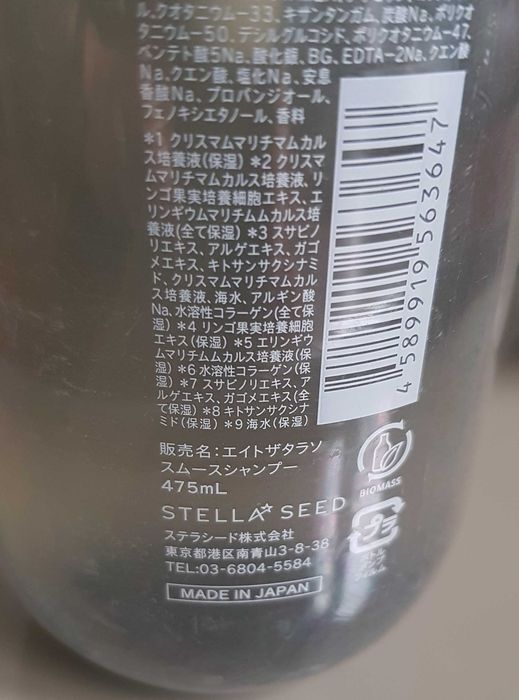 ル、クオタニウム-33、キサンタンガム、炭酸Na、ポリクオ
タニウム-50、デシルグルコシド、ポリクオタニウム-47、
ペンテト酸5Na、酸化銀、BG、EDTA-2Na、クエン酸
Na、クエン酸、塩化Na、安息
香酸Na、プロパンジオール、
フェノキシエタノール、香料
*1 クリスマムマリチマムカル
ス培養液(保湿) *2 クリスマ
ムマリチマムカルス培養液、リ
ンゴ果実培養細胞エキス、エ
リンギウムマリチムムカルス培
養液(全て保湿) *3 スサビノ
リエキス、アルゲエキス、ガゴ
メエキス、キトサンサクシナミ
ド、クリスマムマリチマムカル
ス培養液、海水、アルギン酸
Na、水溶性コラーゲン(全て保
湿) *4 リンゴ果実培養細胞
エキス(保湿) *5 エリンギウ
ムマリチムムカルス培養液(保
湿) *6 水溶性コラーゲン(保
湿) *7 スサビノリエキス、ア
ルゲエキス、ガゴメエキス(全
て保湿) *8 キトサンサクシナ
ミド(保湿) *9 海水(保湿)
4 589919 563647
販売名:エイトザタラソ
スムースシャンプー
475mL
STELLA SEED
ステラシード株式会社
東京都港区南青山3-8-38
TEL:03-6804-5584
MADE IN JAPAN
BIOMASS
プラ
ボトル
ポンプ
フィルム